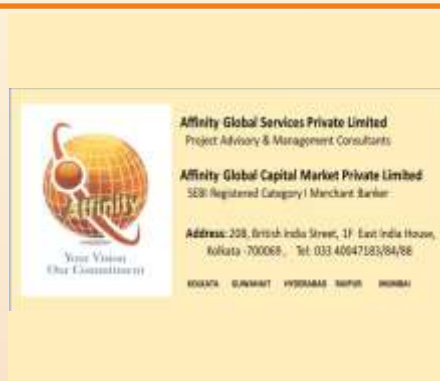 Affinity
Your Vision
Our Commitment
Affinity Global Services Private Limited
Project Advisory & Management Consultants
Affinity Global Capital Market Private Limited
SEBI Registered Category I Merchant Banker
Address: 20B, British India Street, 1F East India House,
Kolkata -700069, Tel: 033 40047183/84/88
KOLKATA GUWAHATI HYDERABAD RAIPUR MUMBAI